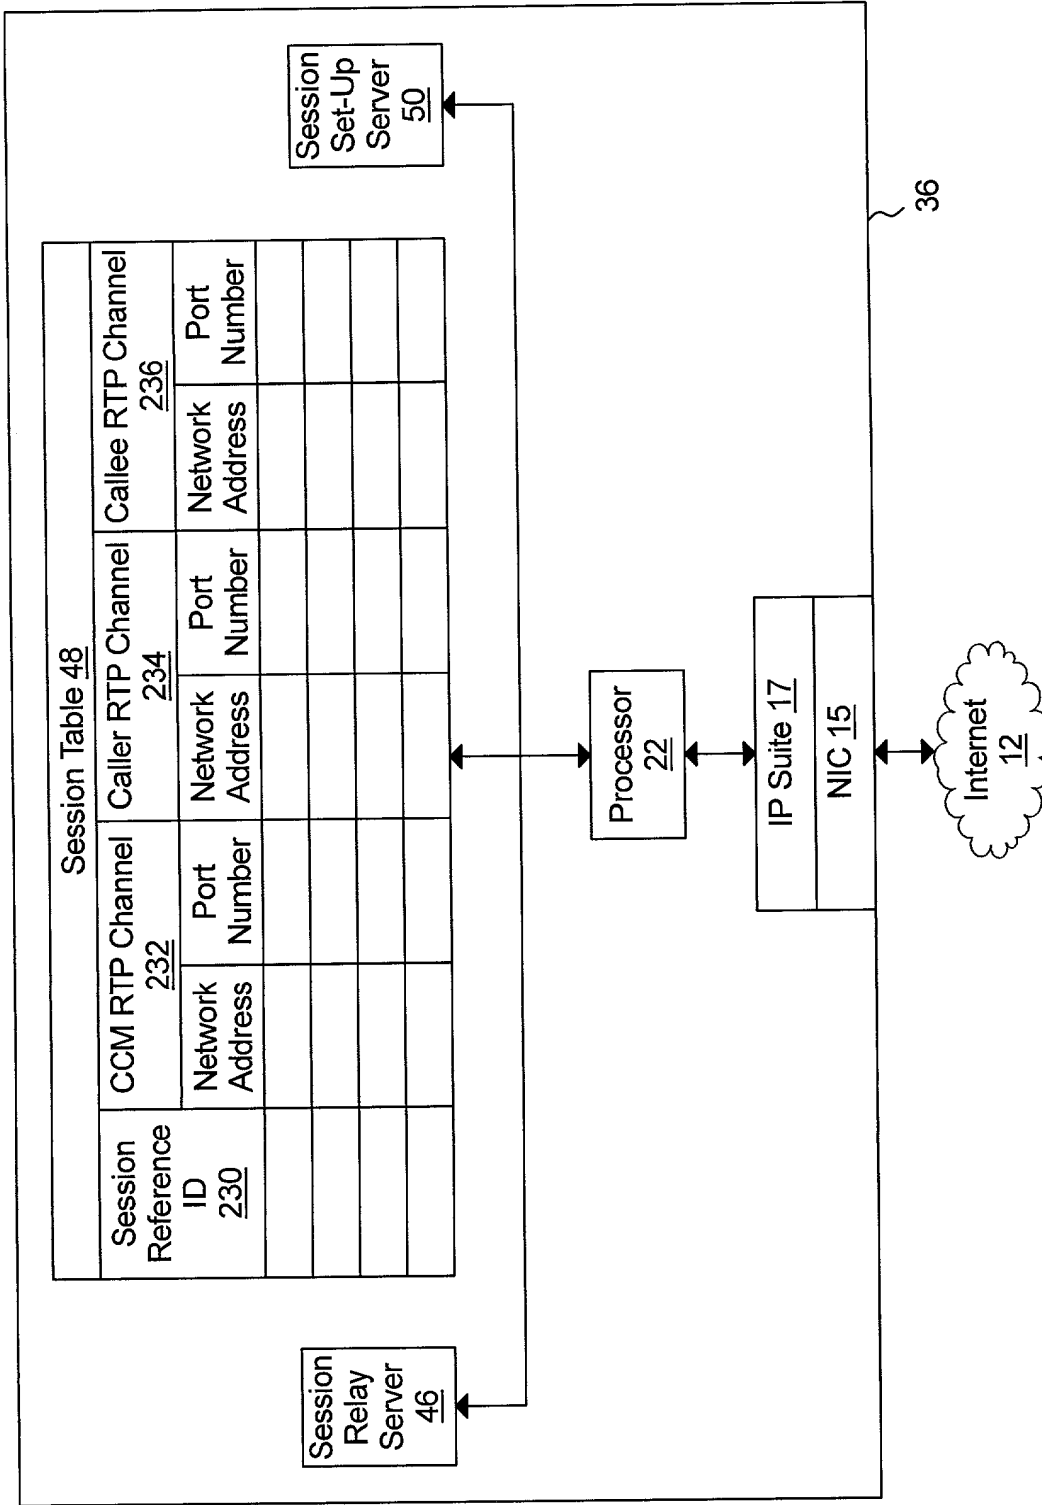 Session Table 48
Session
Reference
ID
230
CCM RTP Channel
232
Caller RTP Channel
234
Callee RTP Channel
236
Network
Address
Port
Number
Network
Address
Port
Number
Network
Address
Port
Number
Session
Relay
Server
46
Session
Set-Up
Server
50
Processor
22
IP Suite 17
NIC 15
36
Internet
12